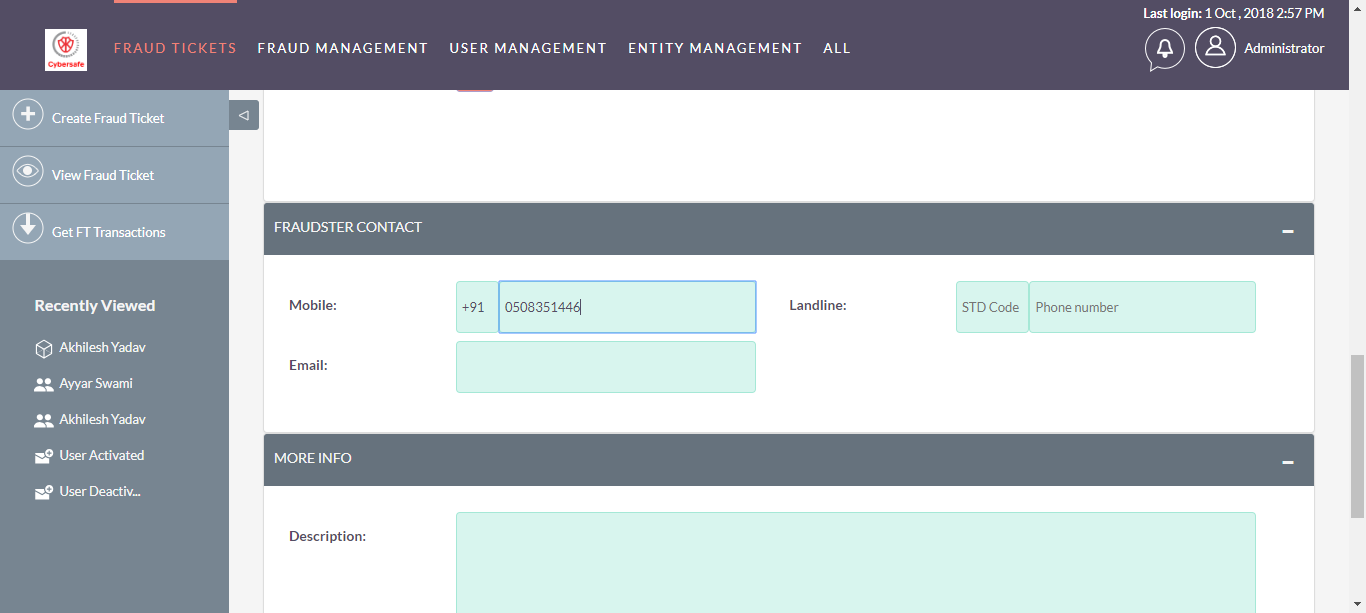 Last login: 1 Oct , 2018 2:57 PM
Cybersafe
FRAUD TICKETS FRAUD MANAGEMENT USER MANAGEMENT ENTITY MANAGEMENT ALL
Administrator
Create Fraud Ticket
View Fraud Ticket
Get FT Transactions
Recently Viewed
Akhilesh Yadav
Ayyar Swami
Akhilesh Yadav
User Activated
User Deactiv...
FRAUDSTER CONTACT
Mobile: +91 0508351446 Landline: STD Code Phone number
Email:
MORE INFO
Description: